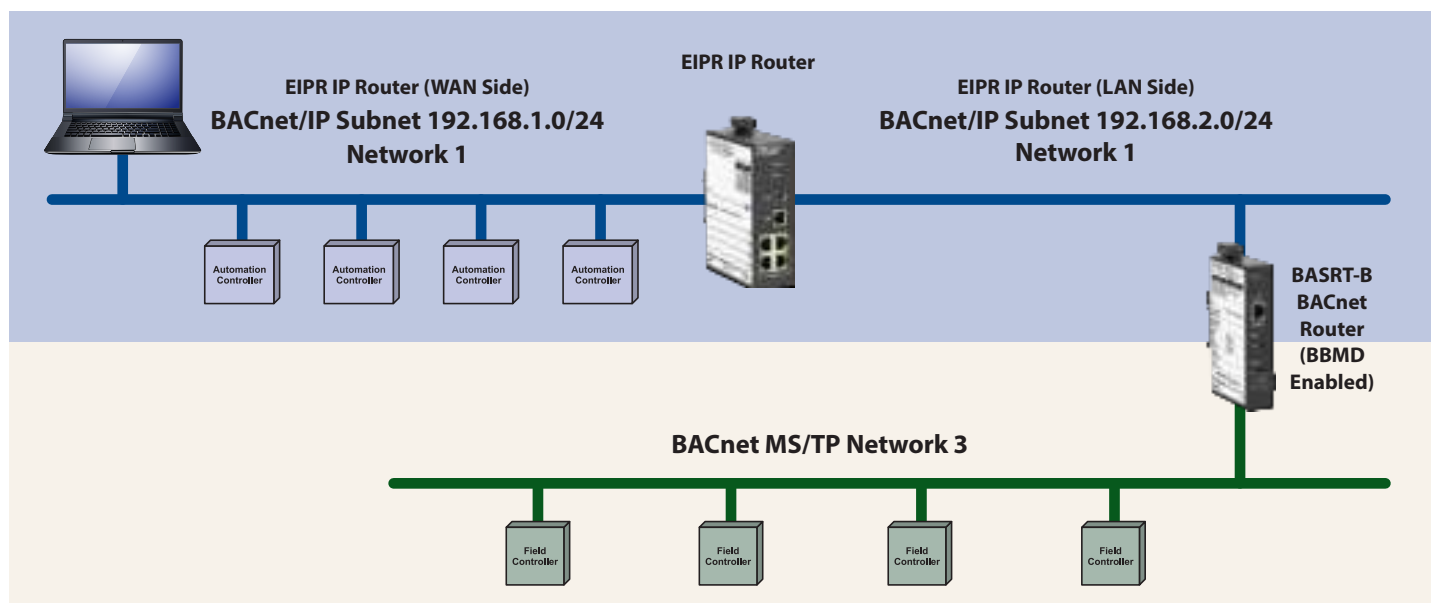 EIPR IP Router (WAN Side)
BACnet/IP Subnet 192.168.1.0/24
Network 1
EIPR IP Router
EIPR IP Router (LAN Side)
BACnet/IP Subnet 192.168.2.0/24
Network 1
Automation
Controller
Automation
Controller
Automation
Controller
Automation
Controller
BASRT-B
BACnet
Router
(BBMD
Enabled)
BACnet MS/TP Network 3
Field
Controller
Field
Controller
Field
Controller
Field
Controller